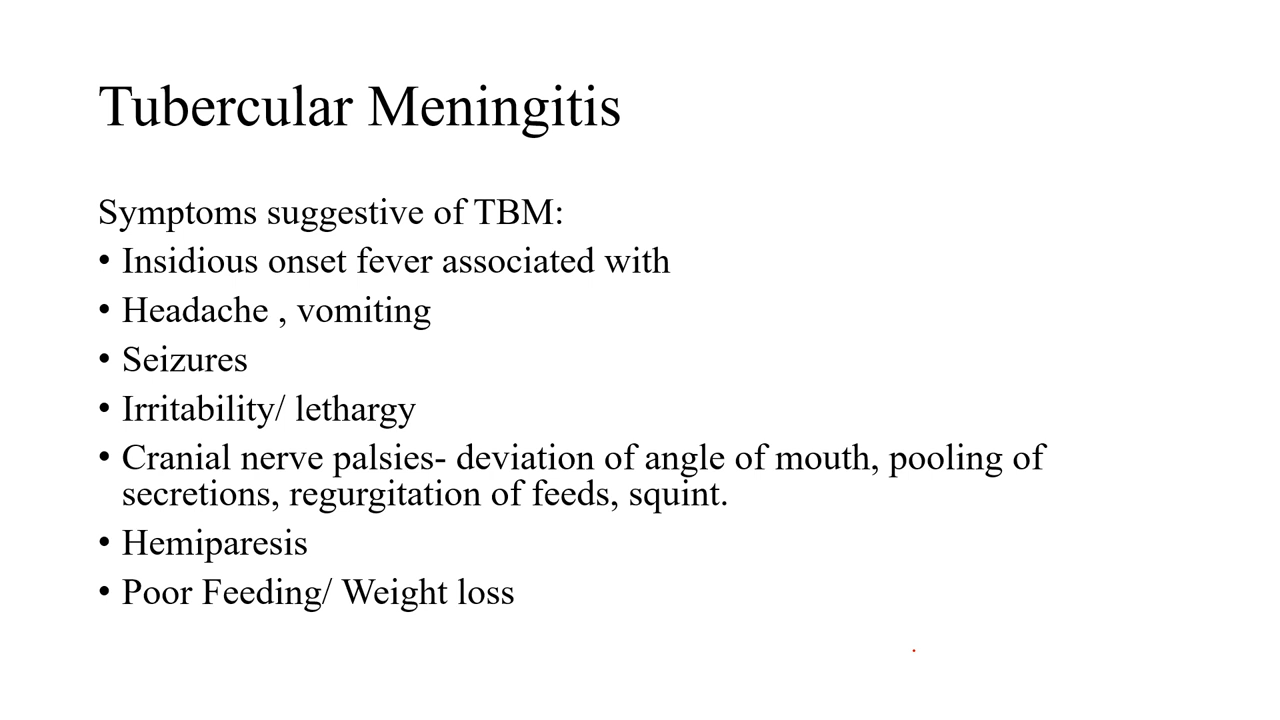 Tubercular Meningitis
Symptoms suggestive of TBM:
• Insidious onset fever associated with
• Headache , vomiting
• Seizures
• Irritability/ lethargy
• Cranial nerve palsies- deviation of angle of mouth, pooling of
secretions, regurgitation of feeds, squint.
• Hemiparesis
• Poor Feeding/ Weight loss